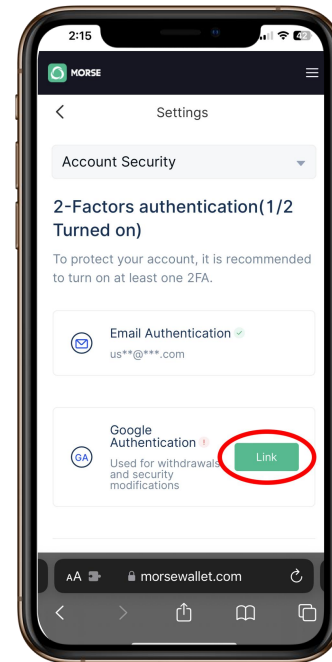 2:15
42
MORSE
Settings
Account Security
2-Factors authentication(1/2
Turned on)
To protect your account, it is recommended
to turn on at least one 2FA.
Email Authentication
us**@***.com
Google
Authentication !
GA
Link
Used for withdrawals
and security
modifications
AA
morsewallet.com